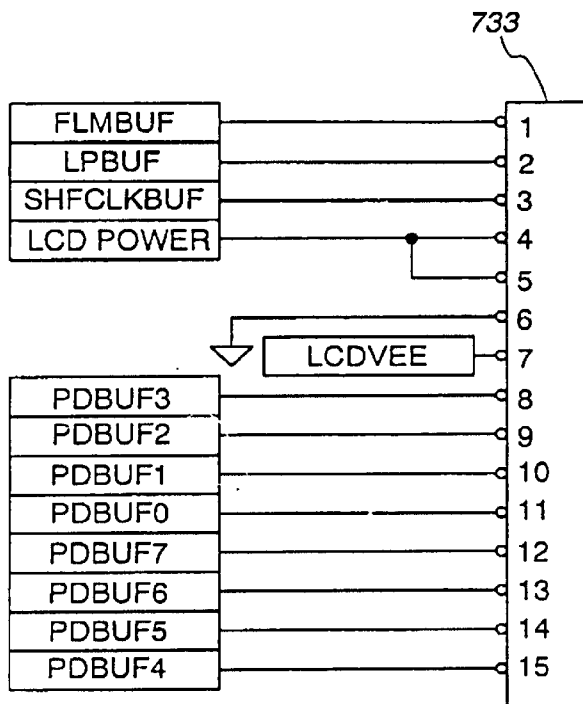 733
FLMBUF 1
LPBUF 2
SHFCLKBUF 3
LCD POWER 4
5
6
LCDVEE 7
PDBUF3 8
PDBUF2 9
PDBUF1 10
PDBUF0 11
PDBUF7 12
PDBUF6 13
PDBUF5 14
PDBUF4 15